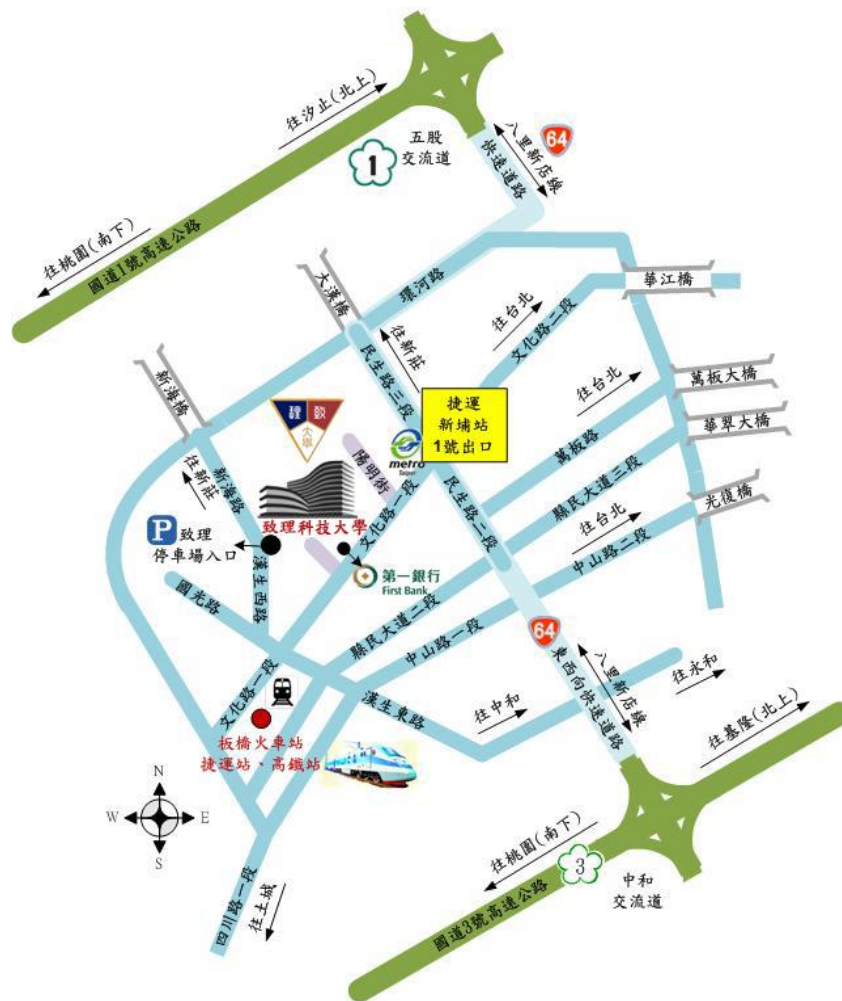 往汐止(北上)
五股
交流道
1
64
八里新店線
快速道路
往桃園(南下)
國道1號高速公路
大漢橋
環河路
往台北
文化路二段
華江橋
往新莊
民生路三段
新海橋
往台北
萬板大橋
捷運
新埔站
1號出口
華翠大橋
致理
大學
metro
Taipei
陽明街
萬板路
新海路
往新莊
民生路二段
縣民大道三段
光復橋
致理科技大學
文化路一段
往台北
中山路二段
P
致理
停車場入口
漢生西路
第一銀行
First Bank
國光路
縣民大道二段
中山路一段
64
東西向快速道路
八里新店線
文化路一段
漢生東路
往中和
往永和
板橋火車站
捷運站、高鐵站
往基隆(北上)
N
W
E
S
往桃園(南下)
3
中和
交流道
國道3號高速公路
四川路一段
往土城